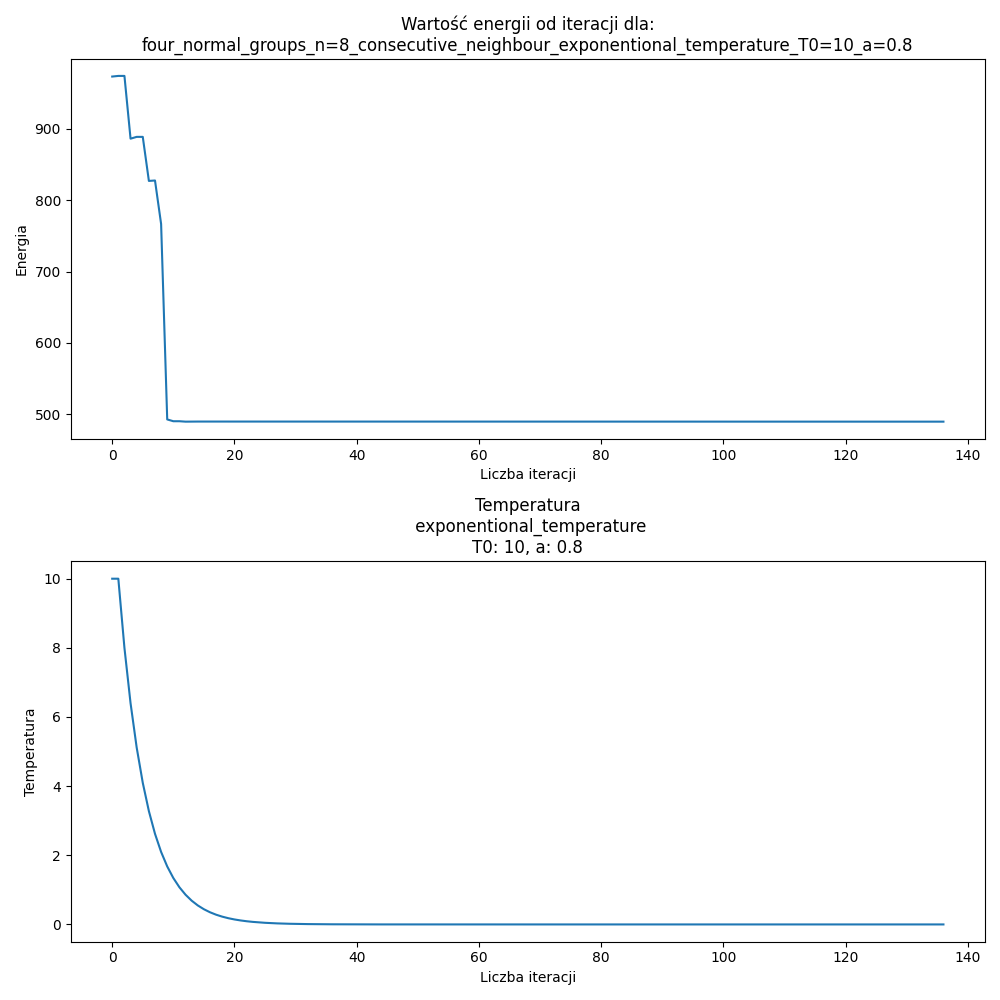 Wartość energii od iteracji dla:
four_normal_groups_n=8_consecutive_neighbour_exponentional_temperature_T0=10_a=0.8
900
800
700
600
500
Energia
0 20 40 60 80 100 120 140
Liczba iteracji
Temperatura
exponentional_temperature
T0: 10, a: 0.8
10
8
6
4
2
0
Temperatura
0 20 40 60 80 100 120 140
Liczba iteracji